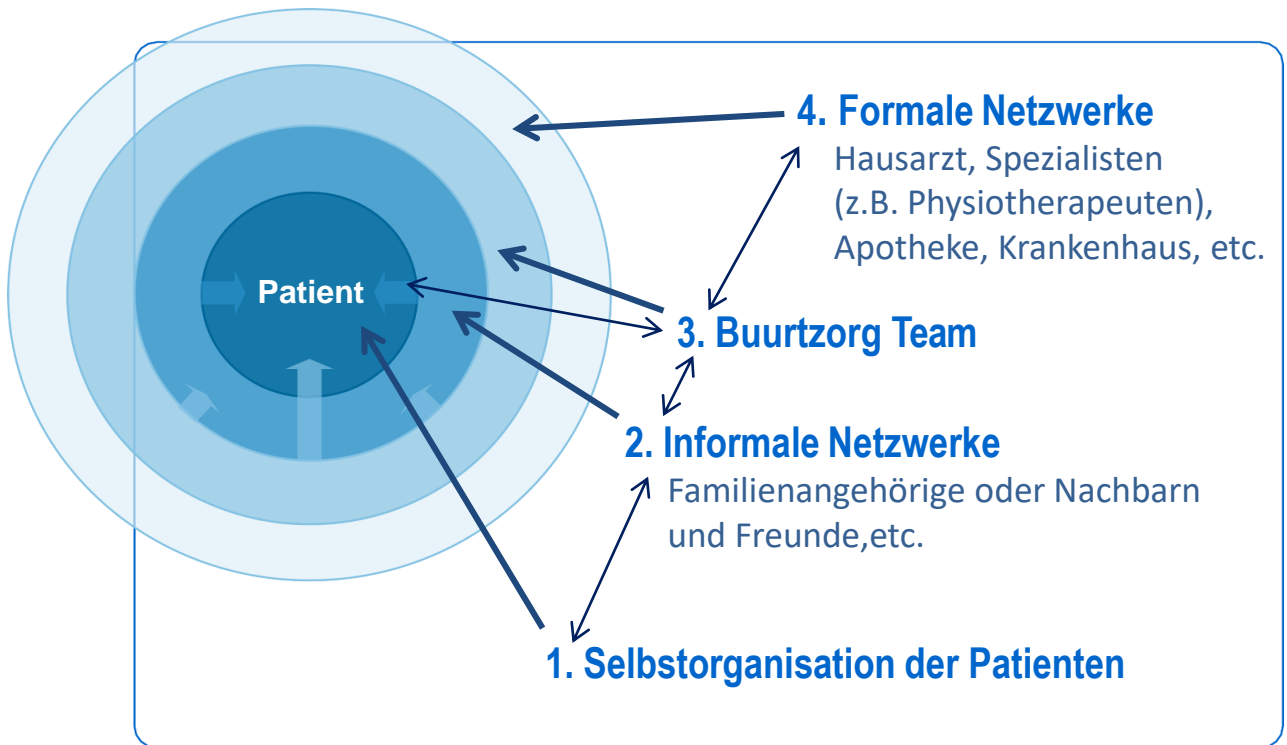 4. Formale Netzwerke
Hausarzt, Spezialisten
(z.B. Physiotherapeuten),
Apotheke, Krankenhaus, etc.
Patient
3. Buurtzorg Team
2. Informale Netzwerke
Familienangehörige oder Nachbarn
und Freunde,etc.
1. Selbstorganisation der Patienten